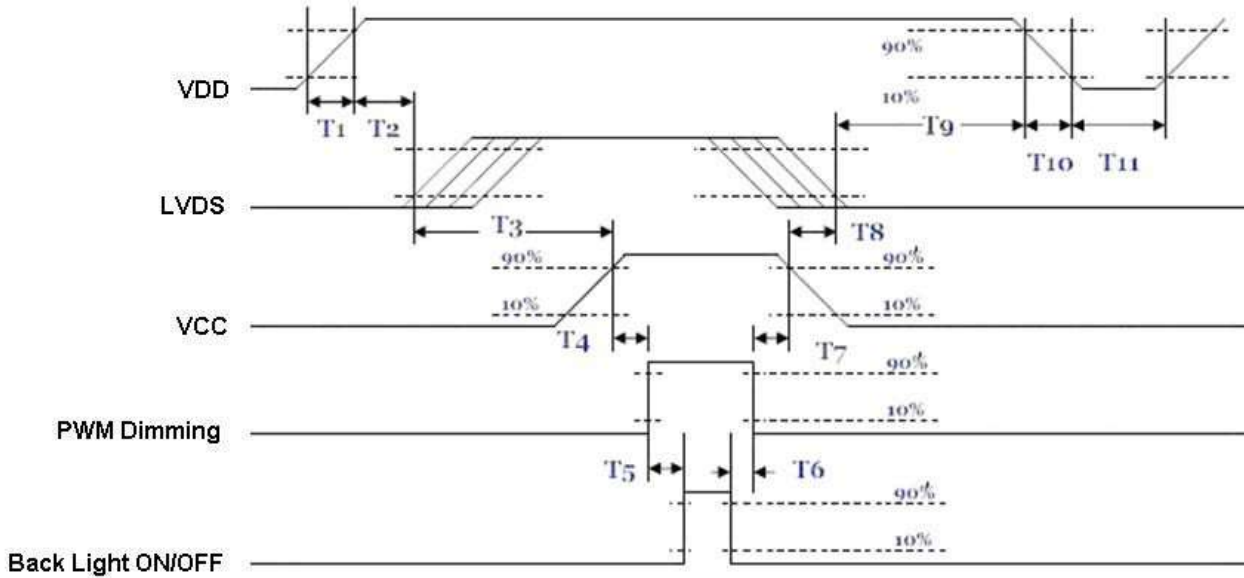 90%
VDD
10%
T1 T2 T9 T10 T11
LVDS
T3 T8
90% 90%
10% 10%
VCC
T4 T7
90%
10%
PWM Dimming
T5 T6
90%
10%
Back Light ON/OFF